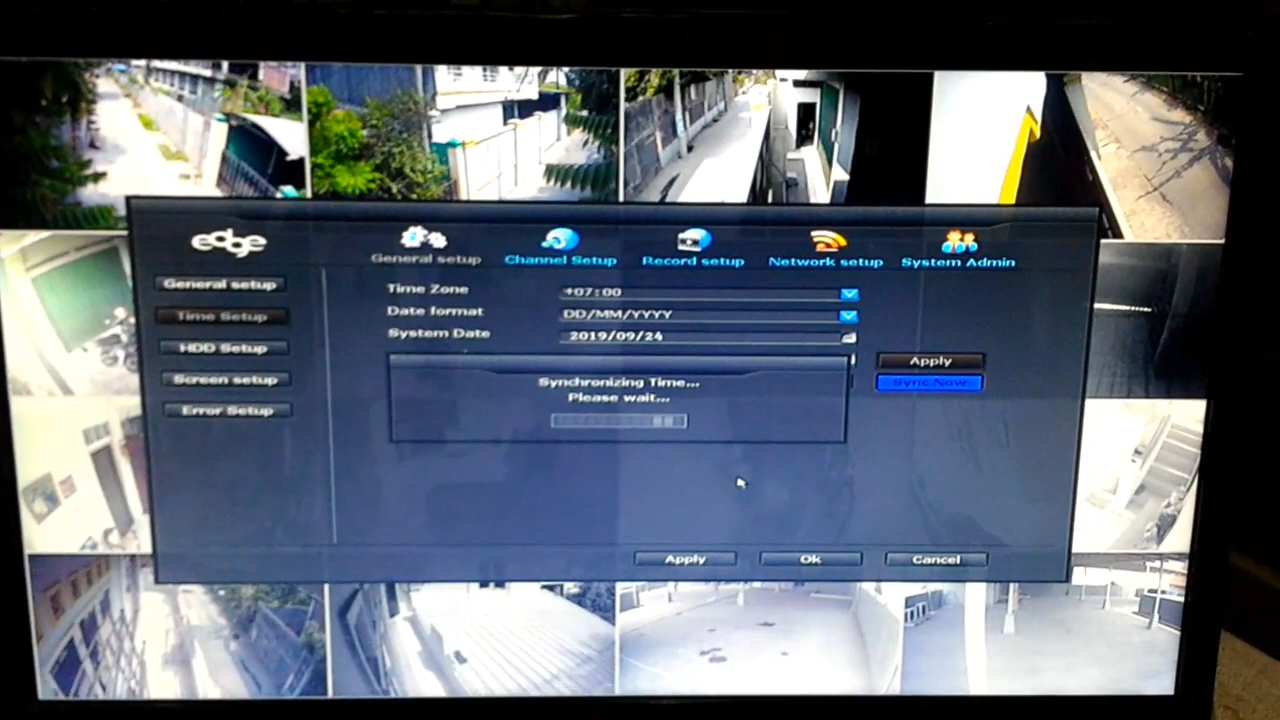 edge
General setup Channel Setup Record setup Network setup System Admin
General setup
Time Setup
HDD Setup
Screen setup
Error Setup
Time Zone +07:00
Date format DD/MM/YYYY
System Date 2019/09/24
Apply
Sync Now
Synchronizing Time...
Please wait...
Apply Ok Cancel